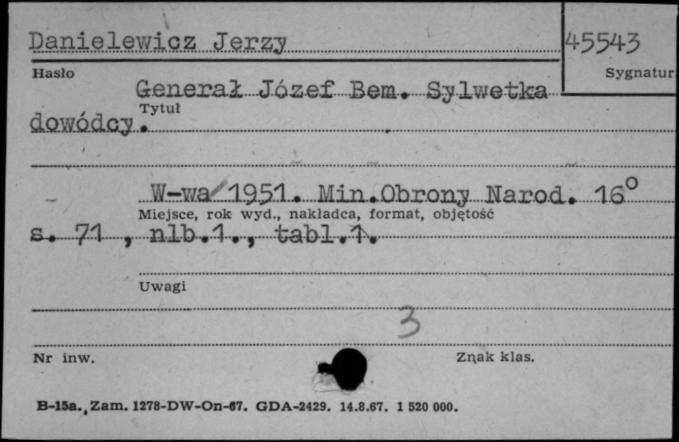 Danielewicz Jerzy 45543
Hasło Sygnatur
Generał Józef Bem. Sylwetka
Tytuł
dowódcy.
W-wa 1951. Min.Obrony Narod. 16°
Miejsce, rok wyd., nakładca, format, objętość
s. 71 , nlb.1., tabl.1.
Uwagi
3
Nr inw. Znak klas.
B-15a. Zam. 1278-DW-On-67. GDA-2429. 14.8.67. 1 520 000.